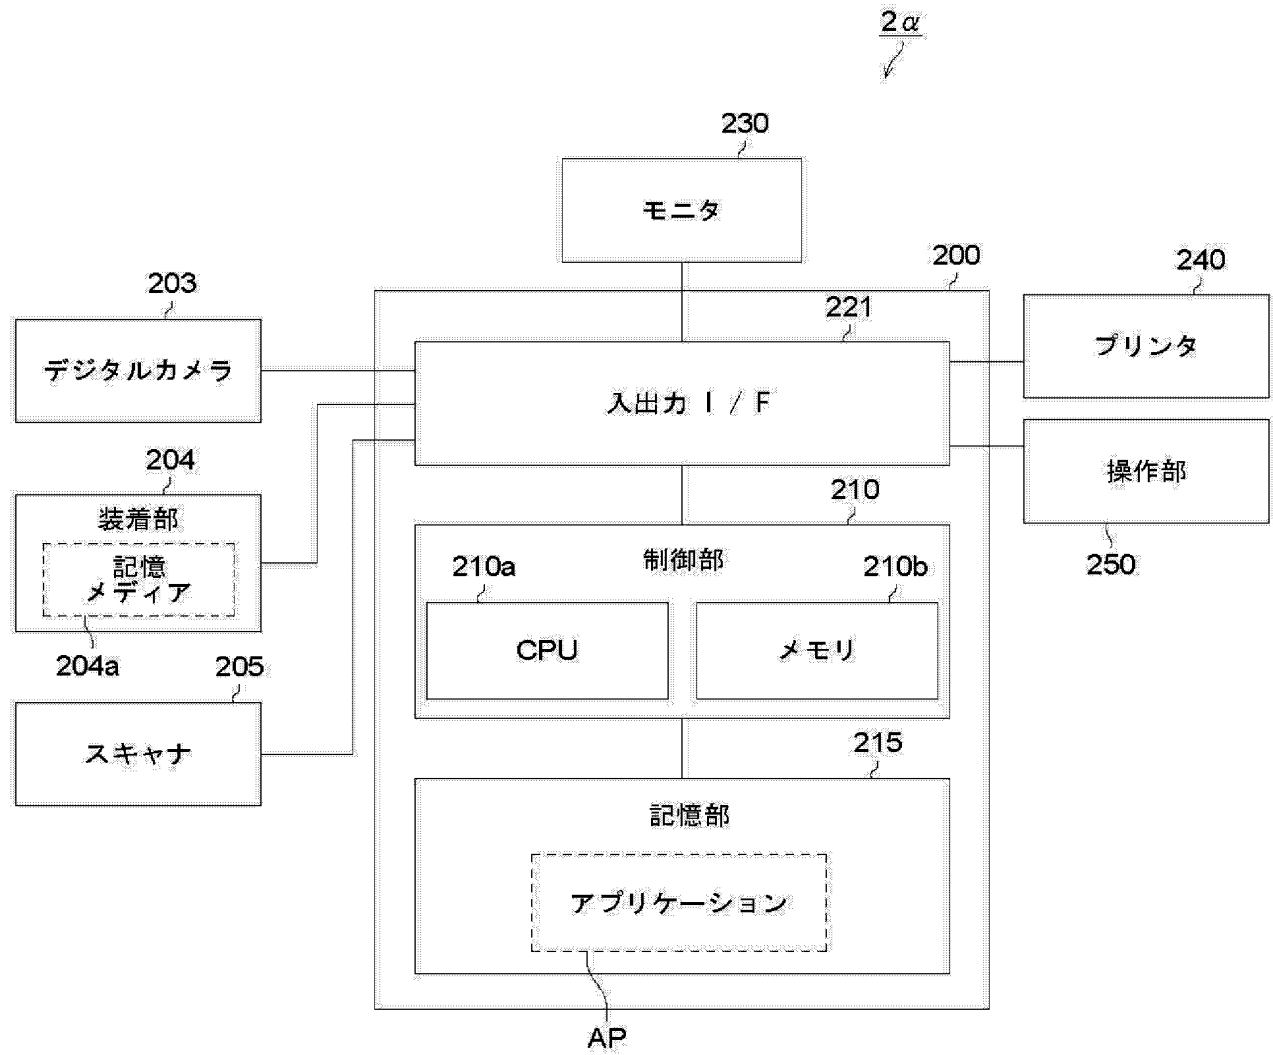 2α
230
モニタ
200
203
デジタルカメラ
221
入出力 I / F
240
プリンタ
操作部
250
204
装着部
記憶
メディア
204a
210
制御部
210a
CPU
210b
メモリ
205
スキャナ
215
記憶部
アプリケーション
AP